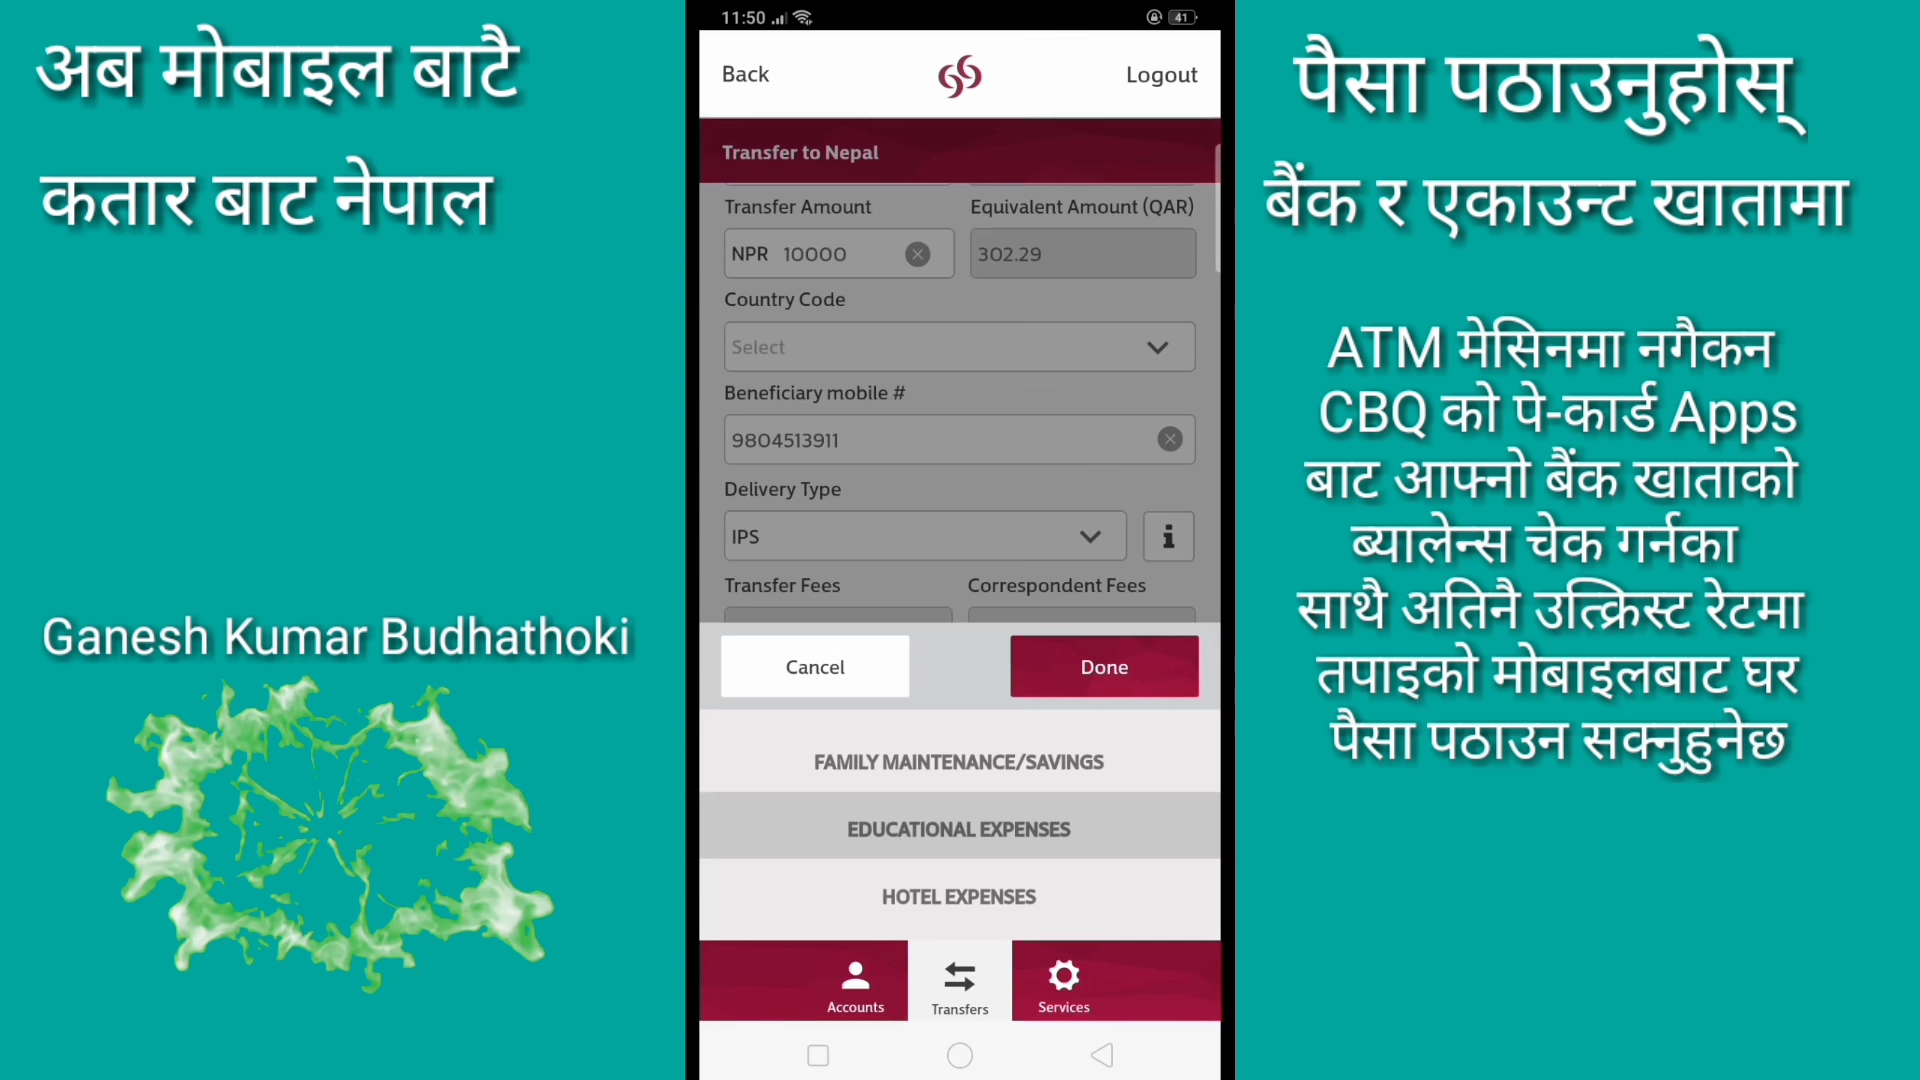 अब मोबाइल बाटै
कतार बाट नेपाल
Ganesh Kumar Budhathoki
11:50
41
Back
Logout
Transfer to Nepal
Transfer Amount
Equivalent Amount (QAR)
NPR 10000
302.29
Country Code
Select
Beneficiary mobile #
9804513911
Delivery Type
IPS
Transfer Fees
Correspondent Fees
Cancel
Done
FAMILY MAINTENANCE/SAVINGS
EDUCATIONAL EXPENSES
HOTEL EXPENSES
Accounts
Transfers
Services
पैसा पठाउनुहोस्
बैंक र एकाउन्ट खातामा
ATM मेसिनमा नगैकन
CBQ को पे-कार्ड Apps
बाट आफ्नो बैंक खाताको
ब्यालेन्स चेक गर्नका
साथै अतिनै उत्क्रिस्ट रेटमा
तपाइको मोबाइलबाट घर
पैसा पठाउन सक्नुहुनेछ